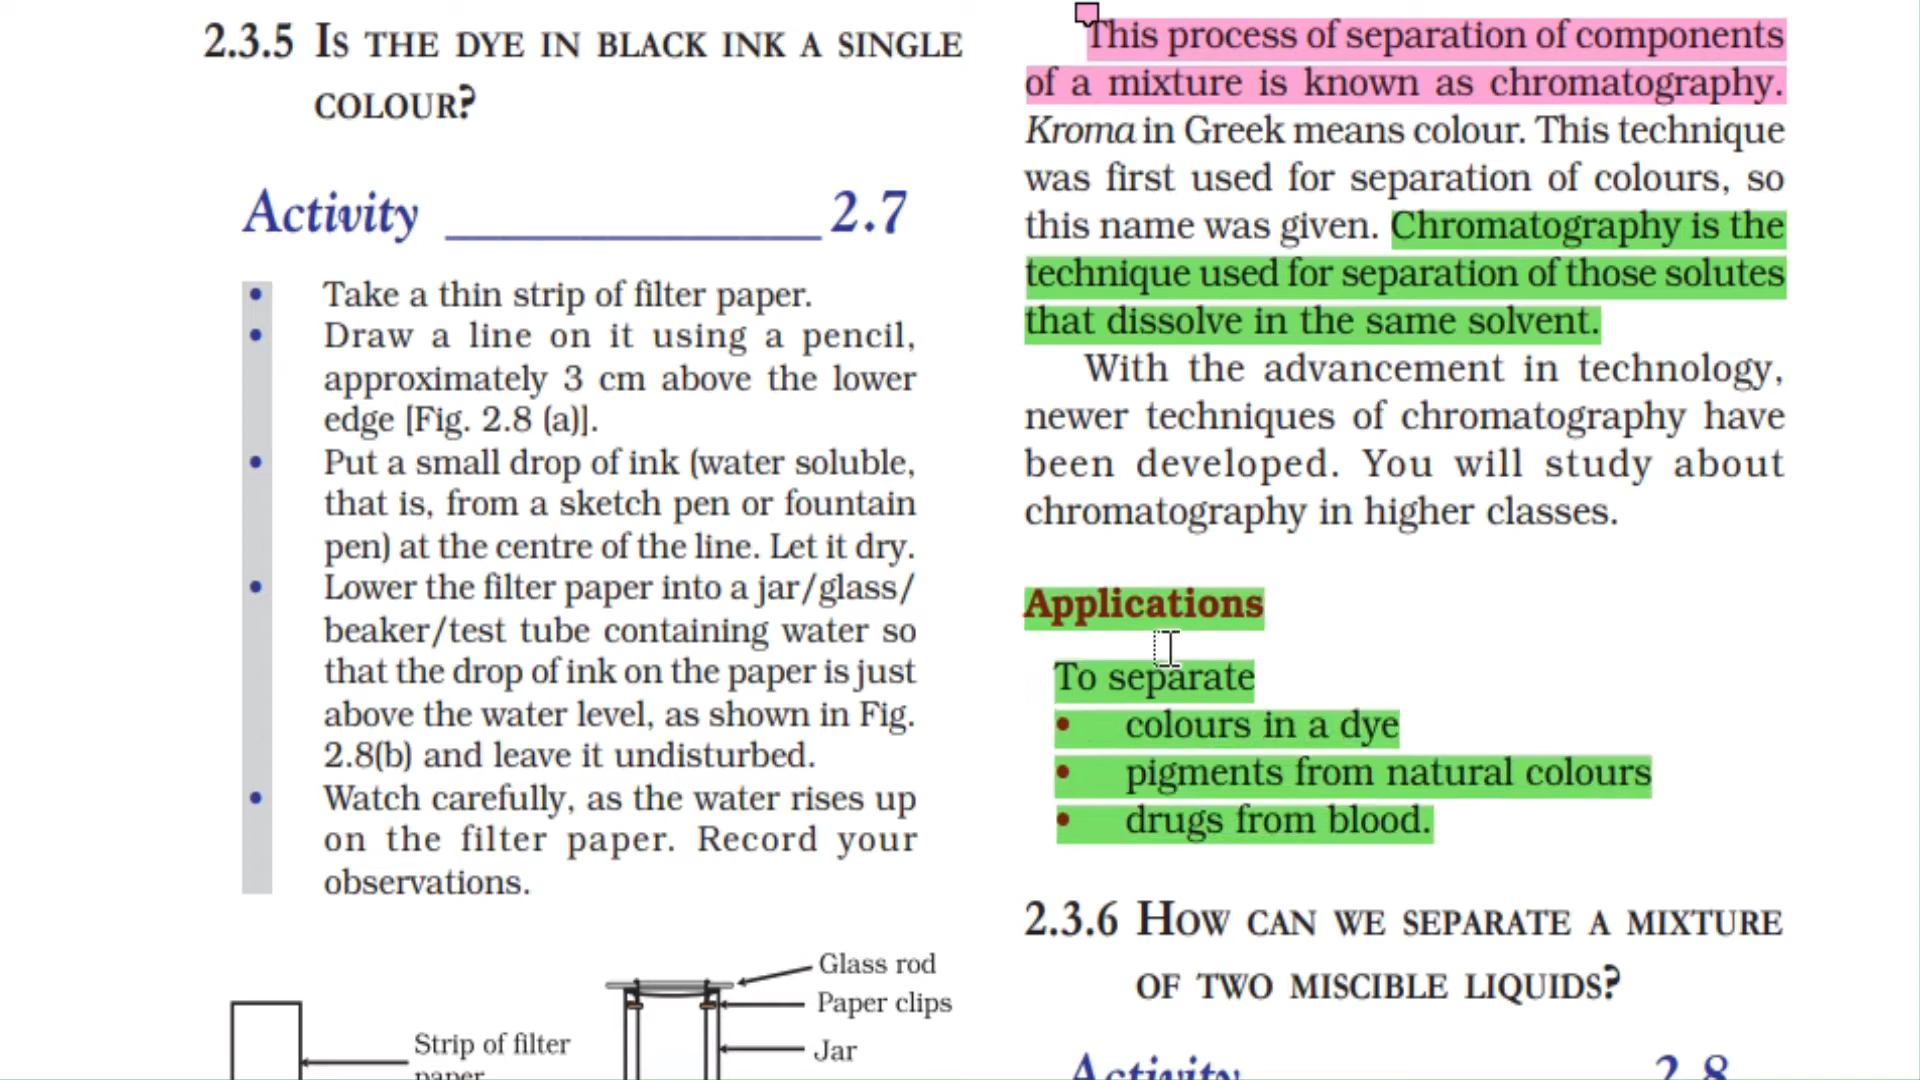 2.3.5 IS THE DYE IN BLACK INK A SINGLE
COLOUR?
Activity ____________ 2.7
• Take a thin strip of filter paper.
• Draw a line on it using a pencil,
approximately 3 cm above the lower
edge [Fig. 2.8 (a)].
• Put a small drop of ink (water soluble,
that is, from a sketch pen or fountain
pen) at the centre of the line. Let it dry.
• Lower the filter paper into a jar/glass/
beaker/test tube containing water so
that the drop of ink on the paper is just
above the water level, as shown in Fig.
2.8(b) and leave it undisturbed.
• Watch carefully, as the water rises up
on the filter paper. Record your
observations.
Glass rod
Paper clips
Jar
Strip of filter
paper
This process of separation of components
of a mixture is known as chromatography.
Kroma in Greek means colour. This technique
was first used for separation of colours, so
this name was given. Chromatography is the
technique used for separation of those solutes
that dissolve in the same solvent.
With the advancement in technology,
newer techniques of chromatography have
been developed. You will study about
chromatography in higher classes.
Applications
To separate
• colours in a dye
• pigments from natural colours
• drugs from blood.
2.3.6 HOW CAN WE SEPARATE A MIXTURE
OF TWO MISCIBLE LIQUIDS?
Activity 2.8